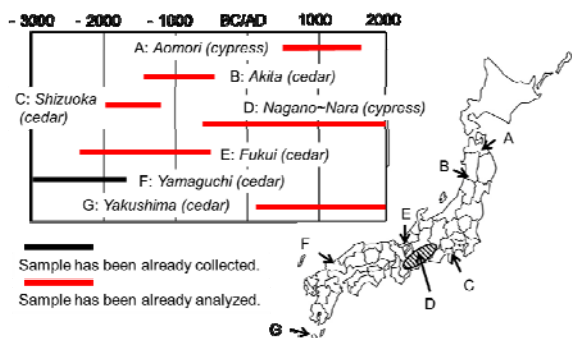 - 3000 - 2000 - 1000 BC/AD 1000 2000
A: Aomori (cypress)
B: Akita (cedar)
C: Shizuoka
(cedar)
D: Nagano~Nara (cypress)
E: Fukui (cedar)
F: Yamaguchi (cedar)
G: Yakushima (cedar)
Sample has been already collected.
Sample has been already analyzed.
A
B
E
F
C
D
G